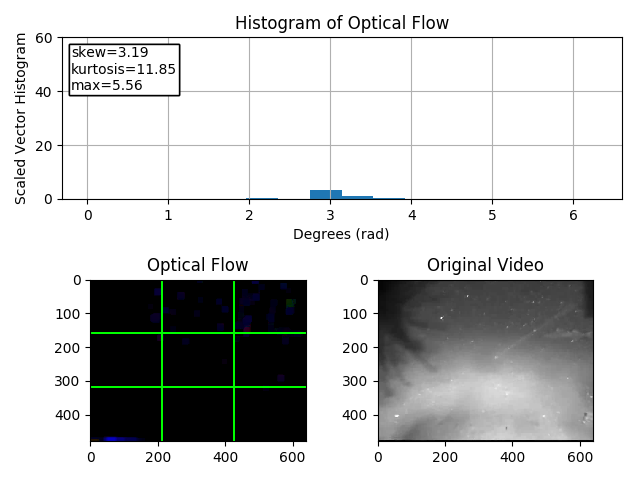 Histogram of Optical Flow
Scaled Vector Histogram
60
40
20
0
skew=3.19
kurtosis=11.85
max=5.56
0 1 2 3 4 5 6
Degrees (rad)
Optical Flow
0
100
200
300
400
0 200 400 600
Original Video
0
100
200
300
400
0 200 400 600